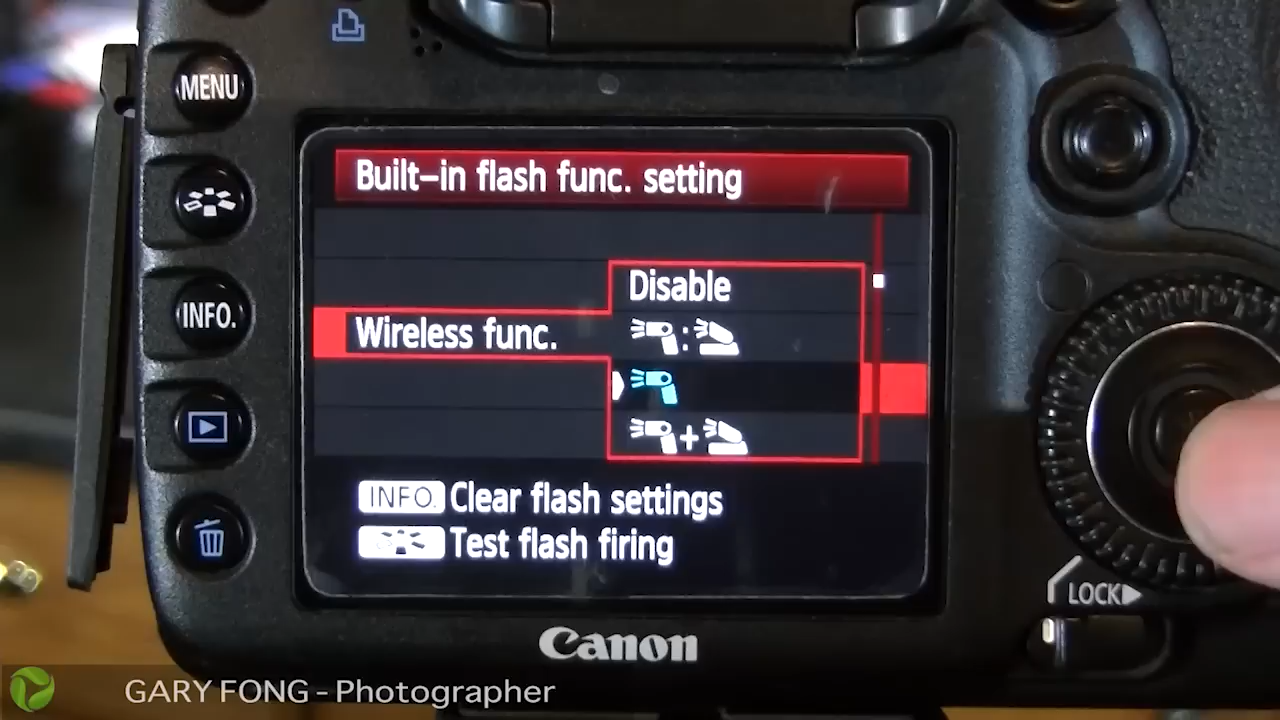 MENU
Built-in flash func. setting
Disable
INFO.
Wireless func.
:
+
INFO. Clear flash settings
Test flash firing
LOCK
Canon
GARY FONG - Photographer